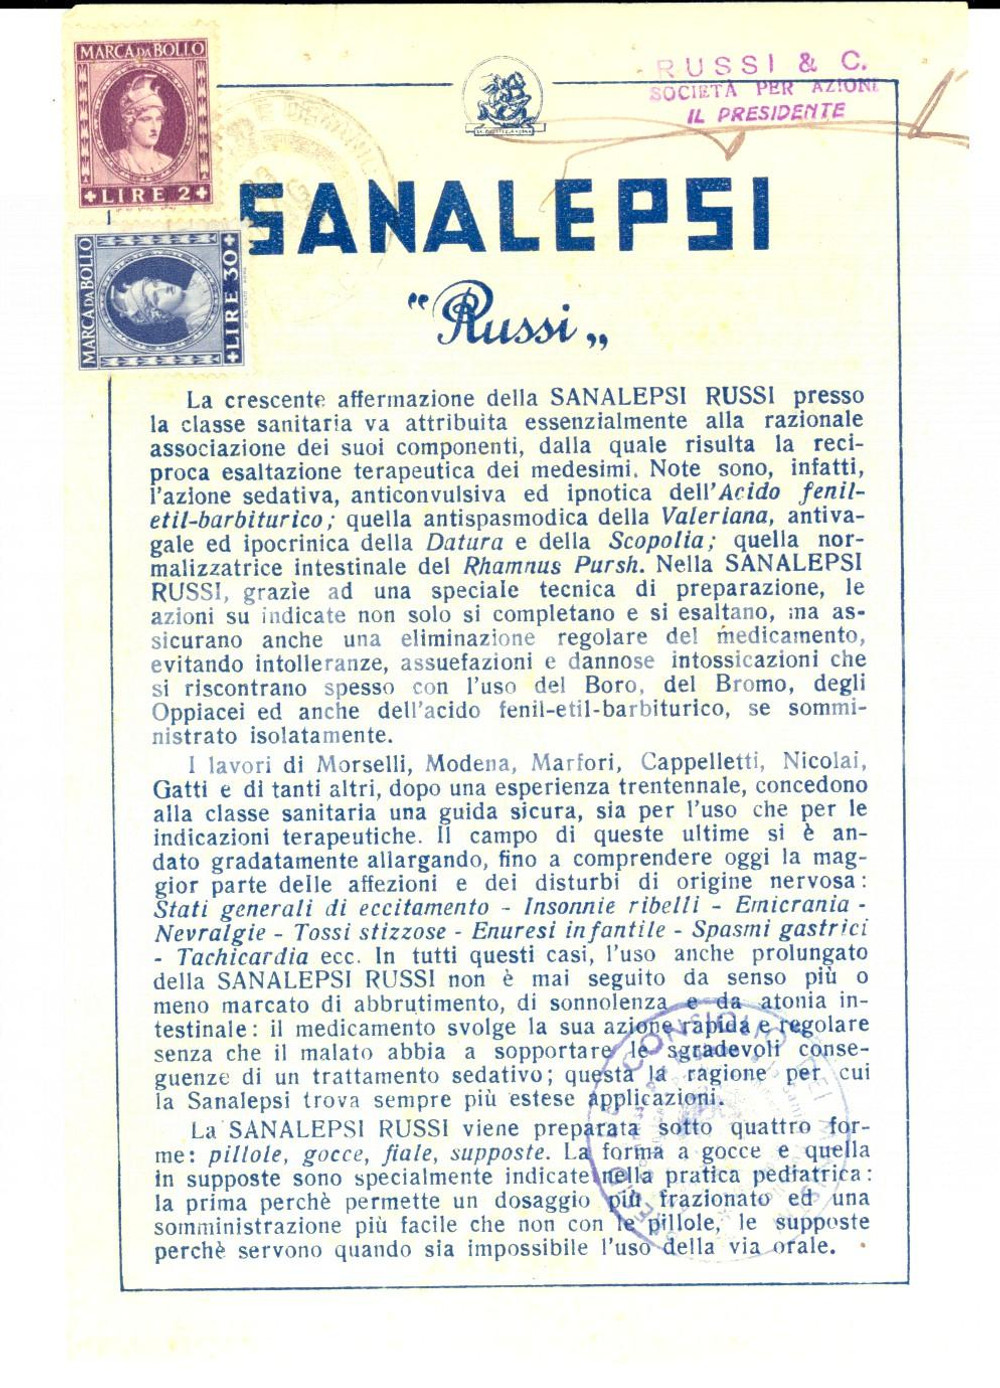 MARCA DA BOLLO
LIRE 2
MARCA DA BOLLO
LIRE 30
RUSSI & C.
SOCIETÀ PER AZIONI
IL PRESIDENTE
SANALEPSI
“Russi„
La crescente affermazione della SANALEPSI RUSSI presso
la classe sanitaria va attribuita essenzialmente alla razionale
associazione dei suoi componenti, dalla quale risulta la reci-
proca esaltazione terapeutica dei medesimi. Note sono, infatti,
l'azione sedativa, anticonvulsiva ed ipnotica dell'Acido fenil-
etil-barbiturico; quella antispasmodica della Valeriana, antiva-
gale ed ipocrinica della Datura e della Scopolia; quella nor-
malizzatrice intestinale del Rhamnus Pursh. Nella SANALEPSI
RUSSI, grazie ad una speciale tecnica di preparazione, le
azioni su indicate non solo si completano e si esaltano, ma as-
sicurano anche una eliminazione regolare del medicamento,
evitando intolleranze, assuefazioni e dannose intossicazioni che
si riscontrano spesso con l'uso del Boro, del Bromo, degli
Oppiacei ed anche dell'acido fenil-etil-barbiturico, se sommi-
nistrato isolatamente.
I lavori di Morselli, Modena, Marfori, Cappelletti, Nicolai,
Gatti e di tanti altri, dopo una esperienza trentennale, concedono
alla classe sanitaria una guida sicura, sia per l'uso che per le
indicazioni terapeutiche. Il campo di queste ultime si è an-
dato gradatamente allargando, fino a comprendere oggi la mag-
gior parte delle affezioni e dei disturbi di origine nervosa:
Stati generali di eccitamento - Insonnie ribelli - Emicrania -
Nevralgie - Tossi stizzose - Enuresi infantile - Spasmi gastrici
- Tachicardia ecc. In tutti questi casi, l'uso anche prolungato
della SANALEPSI RUSSI non è mai seguito da senso più o
meno marcato di abbrutimento, di sonnolenza e da atonia in-
testinale: il medicamento svolge la sua azione rapida e regolare
senza che il malato abbia a sopportare le sgradevoli conse-
guenze di un trattamento sedativo; questa la ragione per cui
la Sanalepsi trova sempre più estese applicazioni.
La SANALEPSI RUSSI viene preparata sotto quattro for-
me: pillole, gocce, fiale, supposte. La forma a gocce e quella
in supposte sono specialmente indicate nella pratica pediatrica:
la prima perchè permette un dosaggio più frazionato ed una
somministrazione più facile che non con le pillole, le supposte
perchè servono quando sia impossibile l'uso della via orale.
CONSIGLIO DEI